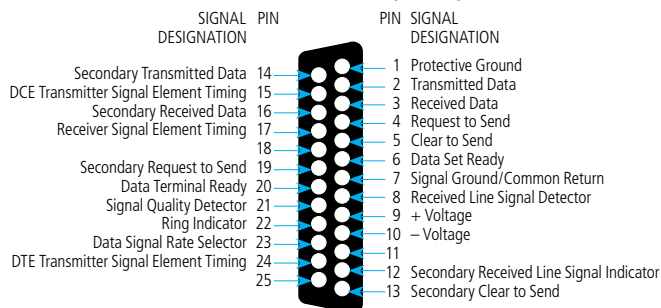 SIGNAL PIN
DESIGNATION
Secondary Transmitted Data 14
DCE Transmitter Signal Element Timing 15
Secondary Received Data 16
Receiver Signal Element Timing 17
18
Secondary Request to Send 19
Data Terminal Ready 20
Signal Quality Detector 21
Ring Indicator 22
Data Signal Rate Selector 23
DTE Transmitter Signal Element Timing 24
25
PIN SIGNAL
DESIGNATION
1 Protective Ground
2 Transmitted Data
3 Received Data
4 Request to Send
5 Clear to Send
6 Data Set Ready
7 Signal Ground/Common Return
8 Received Line Signal Detector
9 + Voltage
10 – Voltage
11
12 Secondary Received Line Signal Indicator
13 Secondary Clear to Send